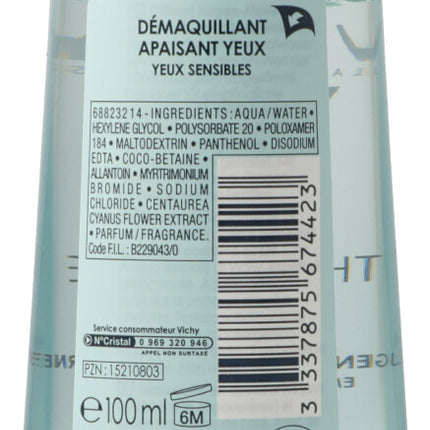 DÉMAQUILLANT
APAISANT YEUX
YEUX SENSIBLES
68823214 - INGREDIENTS : AQUA / WATER •
HEXYLENE GLYCOL • POLYSORBATE 20 • POLOXAMER
184 • MALTODEXTRIN • PANTHENOL • DISODIUM
EDTA • COCO-BETAINE •
ALLANTOIN • MYRTRIMONIUM
BROMIDE • SODIUM
CHLORIDE • CENTAUREA
CYANUS FLOWER EXTRACT
• PARFUM / FRAGRANCE.
Code F.I.L. : B229043/0
3 337875 674423
Service consommateur Vichy
N°Cristal 0 969 320 946
APPEL NON SURTAXÉ
PZN : 15210803
e 100 ml 6M